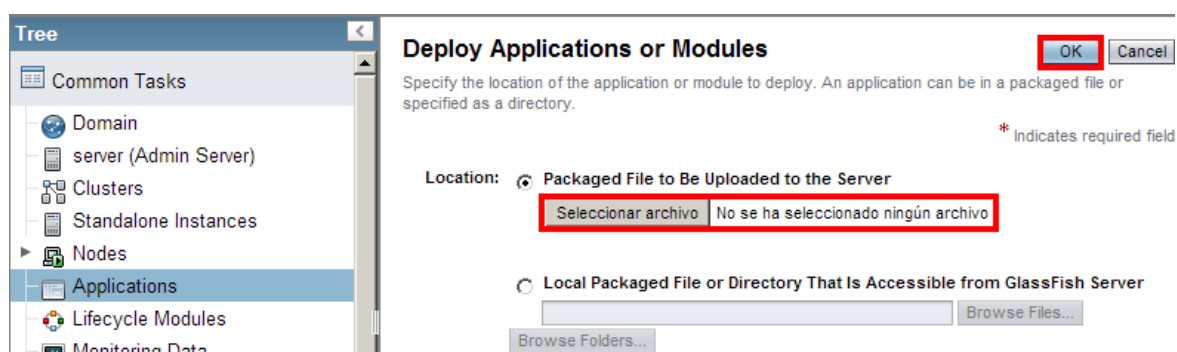 Tree
Common Tasks
Domain
server (Admin Server)
Clusters
Standalone Instances
Nodes
Applications
Lifecycle Modules
Monitoring Data
Deploy Applications or Modules
OK Cancel
Specify the location of the application or module to deploy. An application can be in a packaged file or
specified as a directory.
* Indicates required field
Location: Packaged File to Be Uploaded to the Server
Seleccionar archivo No se ha seleccionado ningún archivo
Local Packaged File or Directory That Is Accessible from GlassFish Server
Browse Files...
Browse Folders...